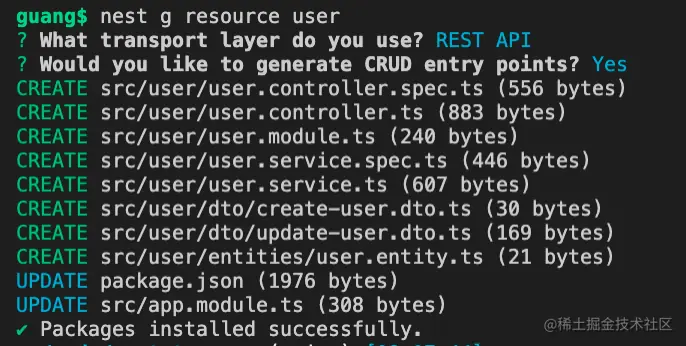 guang$ nest g resource user
? What transport layer do you use? REST API
? Would you like to generate CRUD entry points? Yes
CREATE src/user/user.controller.spec.ts (556 bytes)
CREATE src/user/user.controller.ts (883 bytes)
CREATE src/user/user.module.ts (240 bytes)
CREATE src/user/user.service.spec.ts (446 bytes)
CREATE src/user/user.service.ts (607 bytes)
CREATE src/user/dto/create-user.dto.ts (30 bytes)
CREATE src/user/dto/update-user.dto.ts (169 bytes)
CREATE src/user/entities/user.entity.ts (21 bytes)
UPDATE package.json (1976 bytes)
UPDATE src/app.module.ts (308 bytes)
✔ Packages installed successfully.
@稀土掘金技术社区